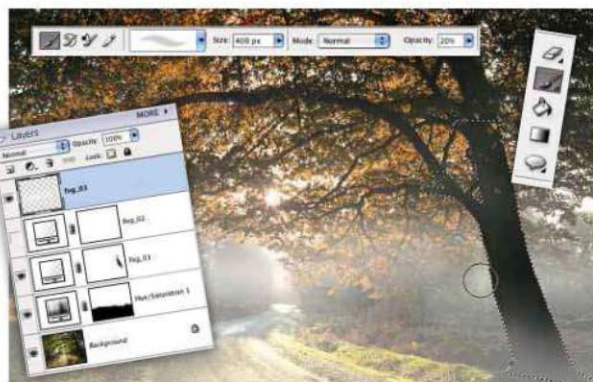 Size: 400 px Mode: Normal Opacity: 20%
MORE
Layers
Normal Opacity: 100%
Lock:
fog_03
fog_02
fog_01
Hue/Saturation 1
Background